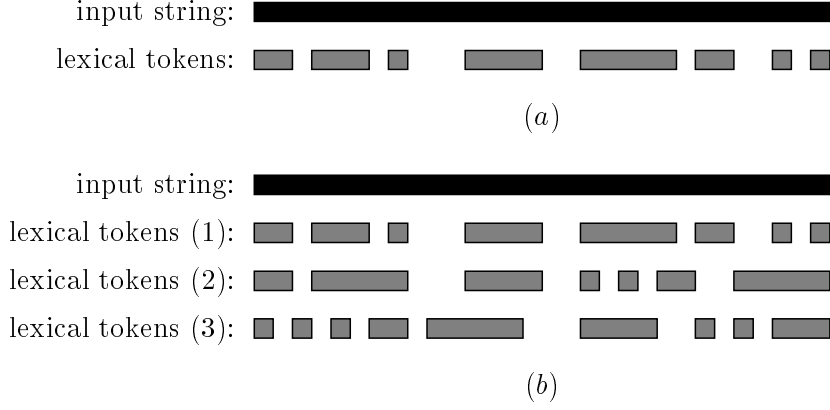 input string:
lexical tokens:
(a)
input string:
lexical tokens (1):
lexical tokens (2):
lexical tokens (3):
(b)